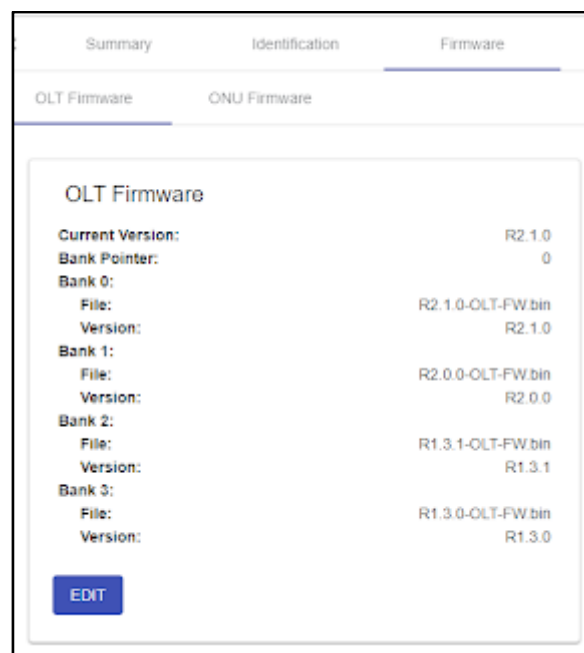 Summary Identification Firmware
OLT Firmware ONU Firmware
OLT Firmware
Current Version: R2.1.0
Bank Pointer: 0
Bank 0:
File: R2.1.0-OLT-FW.bin
Version: R2.1.0
Bank 1:
File: R2.0.0-OLT-FW.bin
Version: R2.0.0
Bank 2:
File: R1.3.1-OLT-FW.bin
Version: R1.3.1
Bank 3:
File: R1.3.0-OLT-FW.bin
Version: R1.3.0
EDIT